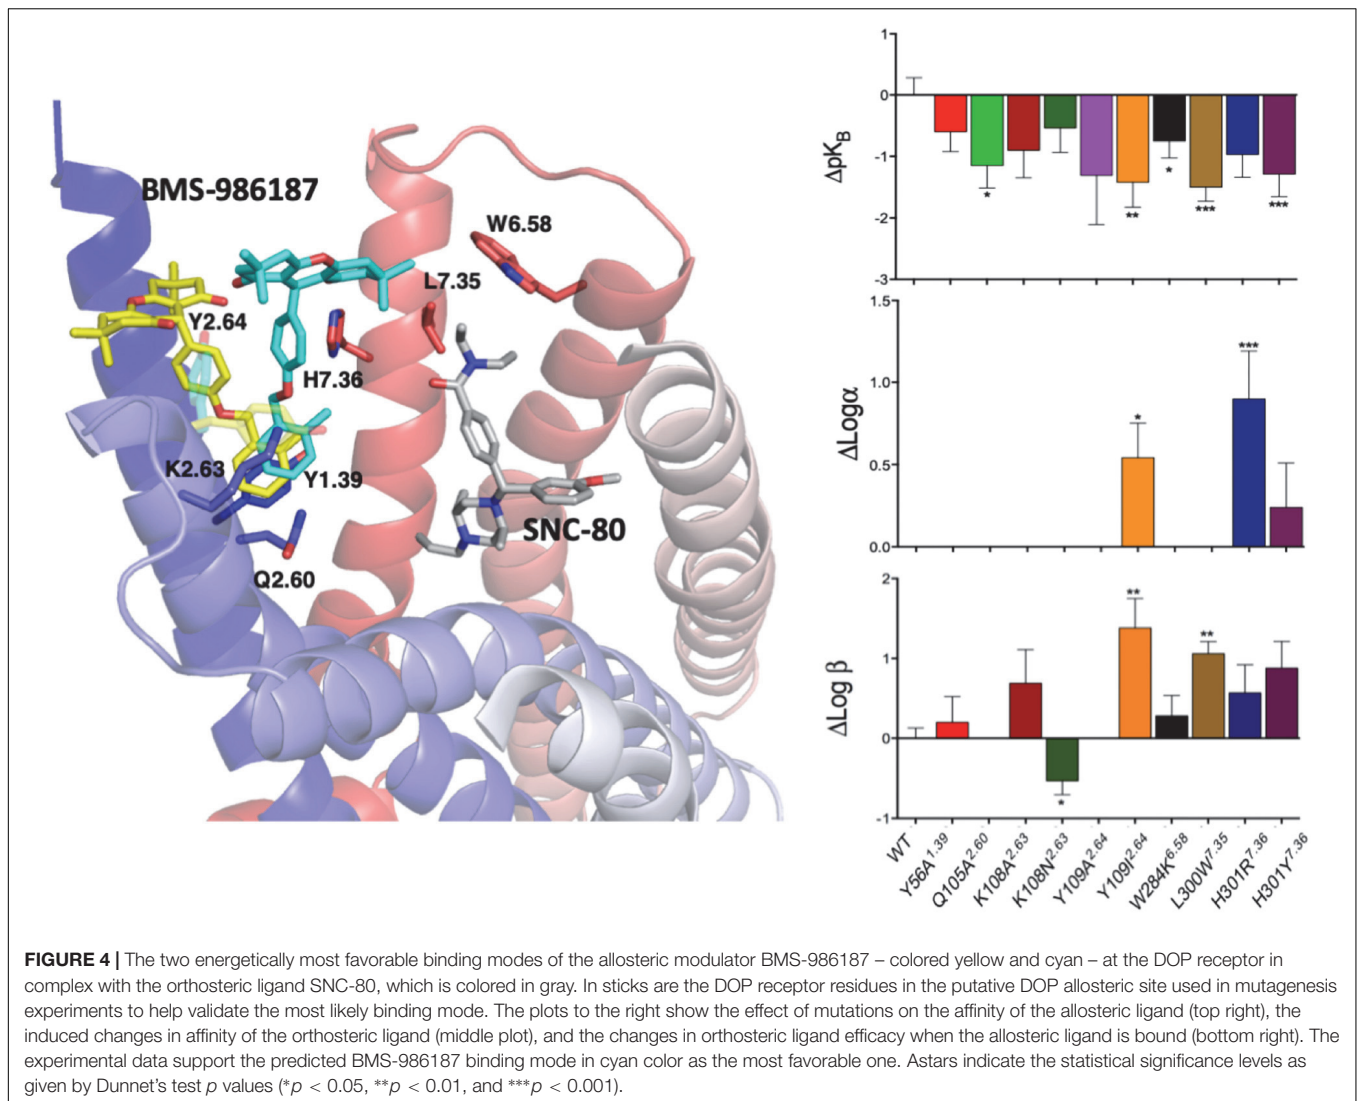 BMS-986187
W6.58
L7.35
Y2.64
H7.36
K2.63
Y1.39
SNC-80
Q2.60
1
0
-1
-2
-3
ΔpK_B
*
**
*
***
***
1.5
1.0
0.5
0.0
ΔLogα
*
***
2
1
0
-1
ΔLog β
*
**
**
WT
Y56A^1.39
Q105A^2.60
K108A^2.63
K108N^2.63
Y109A^2.64
Y109I^2.64
W284K^6.58
L300W^7.35
H301R^7.36
H301Y^7.36
FIGURE 4 | The two energetically most favorable binding modes of the allosteric modulator BMS-986187 – colored yellow and cyan – at the DOP receptor in
complex with the orthosteric ligand SNC-80, which is colored in gray. In sticks are the DOP receptor residues in the putative DOP allosteric site used in mutagenesis
experiments to help validate the most likely binding mode. The plots to the right show the effect of mutations on the affinity of the allosteric ligand (top right), the
induced changes in affinity of the orthosteric ligand (middle plot), and the changes in orthosteric ligand efficacy when the allosteric ligand is bound (bottom right). The
experimental data support the predicted BMS-986187 binding mode in cyan color as the most favorable one. Astars indicate the statistical significance levels as
given by Dunnet's test p values (*p < 0.05, **p < 0.01, and ***p < 0.001).